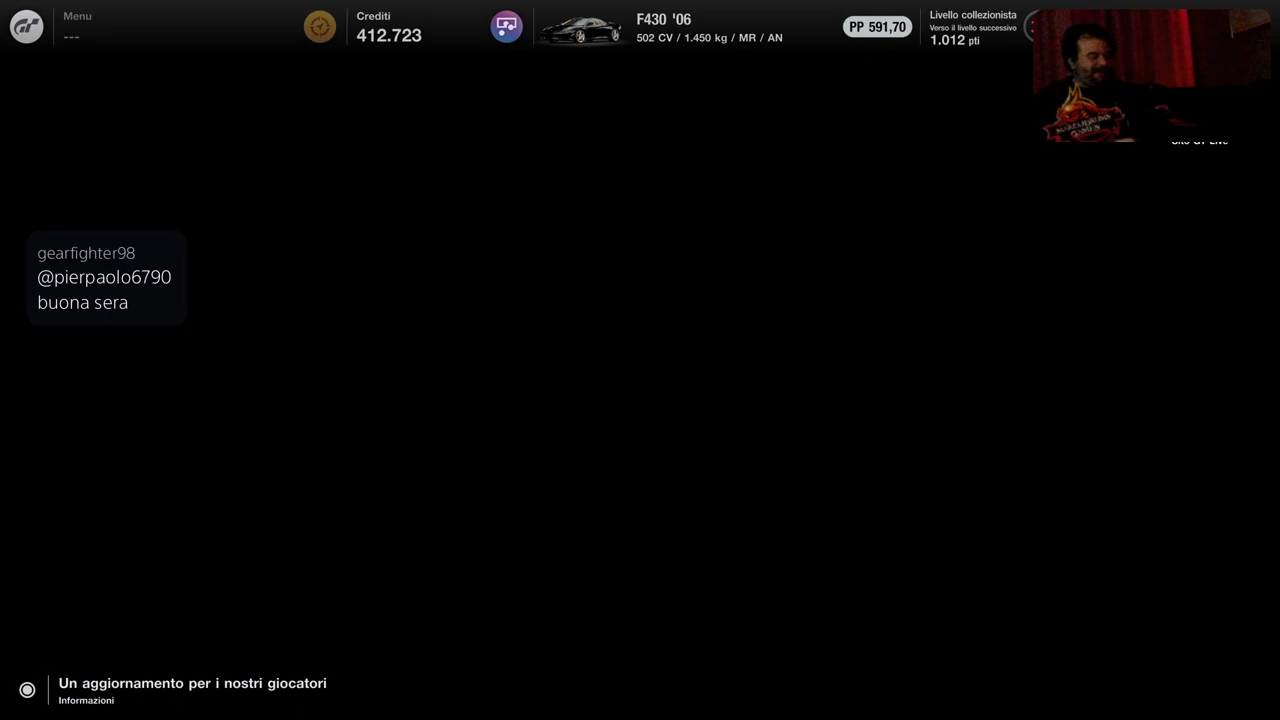 Menu
---
Crediti
412.723
F430 '06
502 CV / 1.450 kg / MR / AN
PP 591,70
Livello collezionista
Verso il livello successivo
1.012 pti
gearfighter98
@pierpaolo6790
buona sera
Un aggiornamento per i nostri giocatori
Informazioni